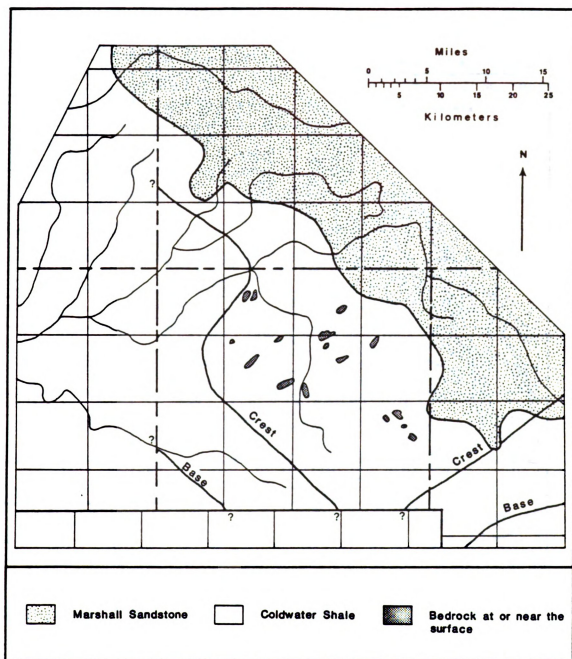 Miles
0 5 10 15
5 10 15 20 25
Kilometers
N
?
?
Crest
Crest
Base
Base
? ? ?
Marshall Sandstone
Coldwater Shale
Bedrock at or near the
surface